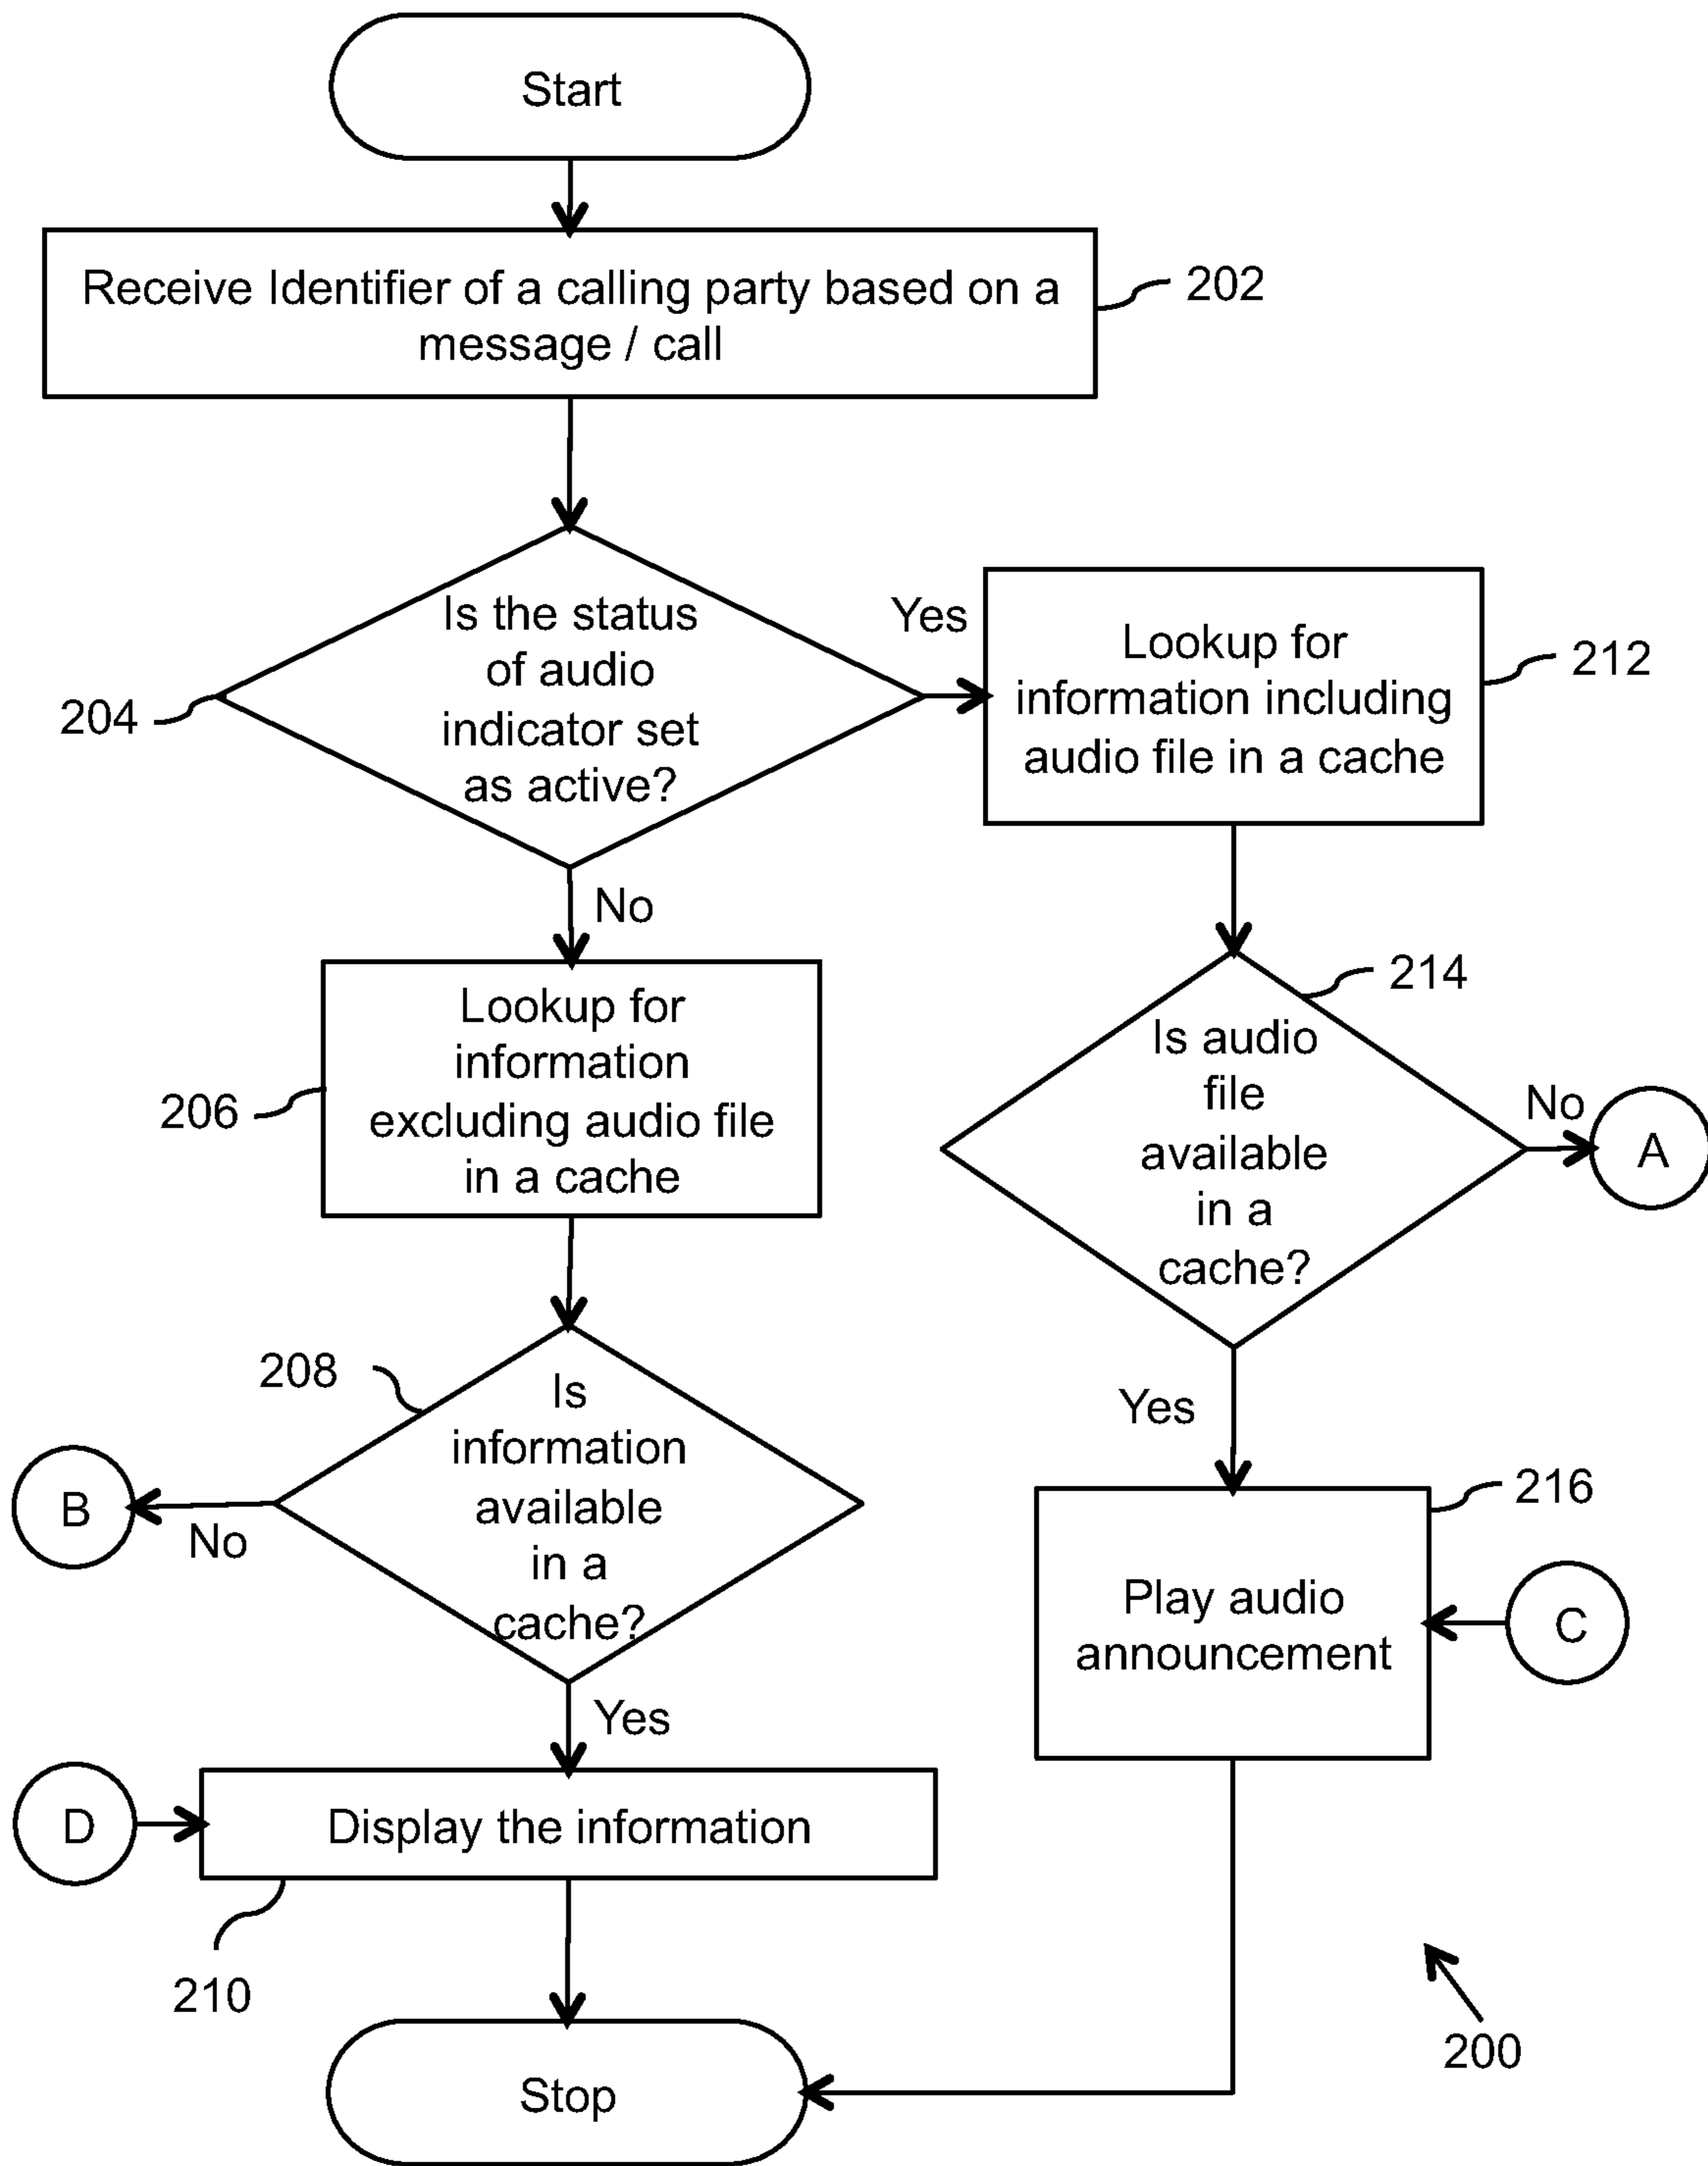 Start
Receive Identifier of a calling party based on a
message / call
202
Is the status
of audio
indicator set
as active?
204
Yes
Lookup for
information including
audio file in a cache
212
No
Lookup for
information
excluding audio file
in a cache
206
214
Is audio
file
available
in a
cache?
No
A
208
Is
information
available
in a
cache?
B
No
Yes
216
Play audio
announcement
C
Yes
D
Display the information
210
200
Stop